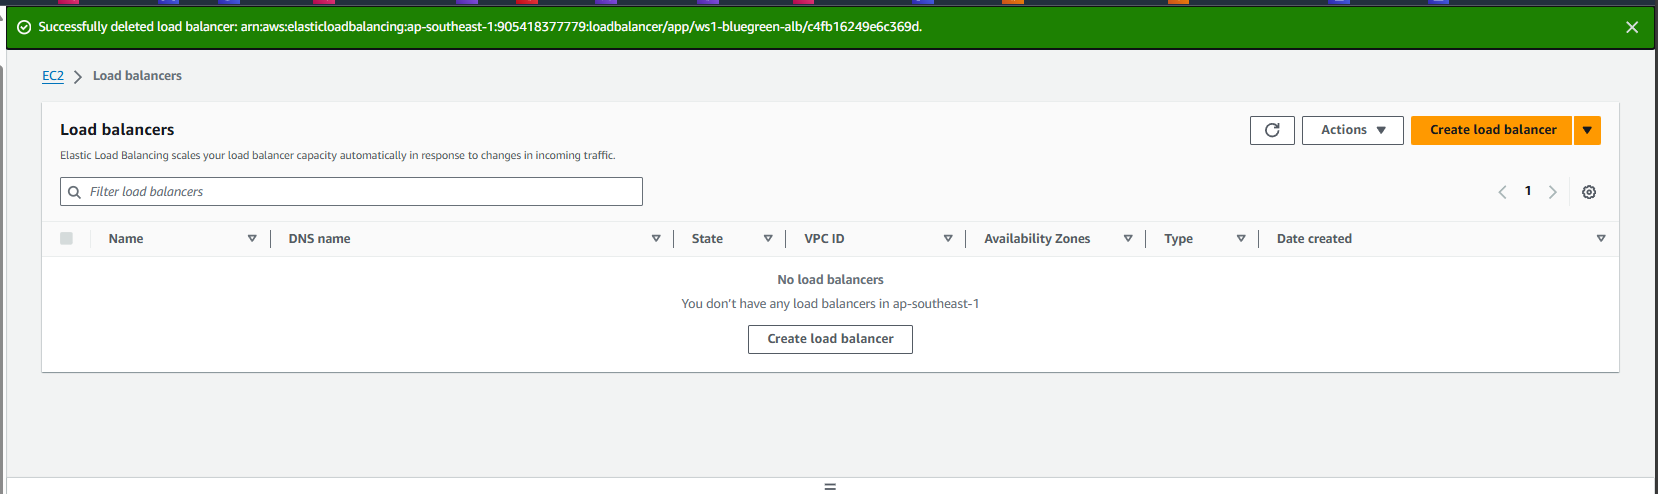 Successfully deleted load balancer: arn:aws:elasticloadbalancing:ap-southeast-1:905418377779:loadbalancer/app/ws1-bluegreen-alb/c4fb16249e6c369d.
EC2 Load balancers
Load balancers
Actions Create load balancer
Elastic Load Balancing scales your load balancer capacity automatically in response to changes in incoming traffic.
Filter load balancers
1
Name DNS name State VPC ID Availability Zones Type Date created
No load balancers
You don't have any load balancers in ap-southeast-1
Create load balancer